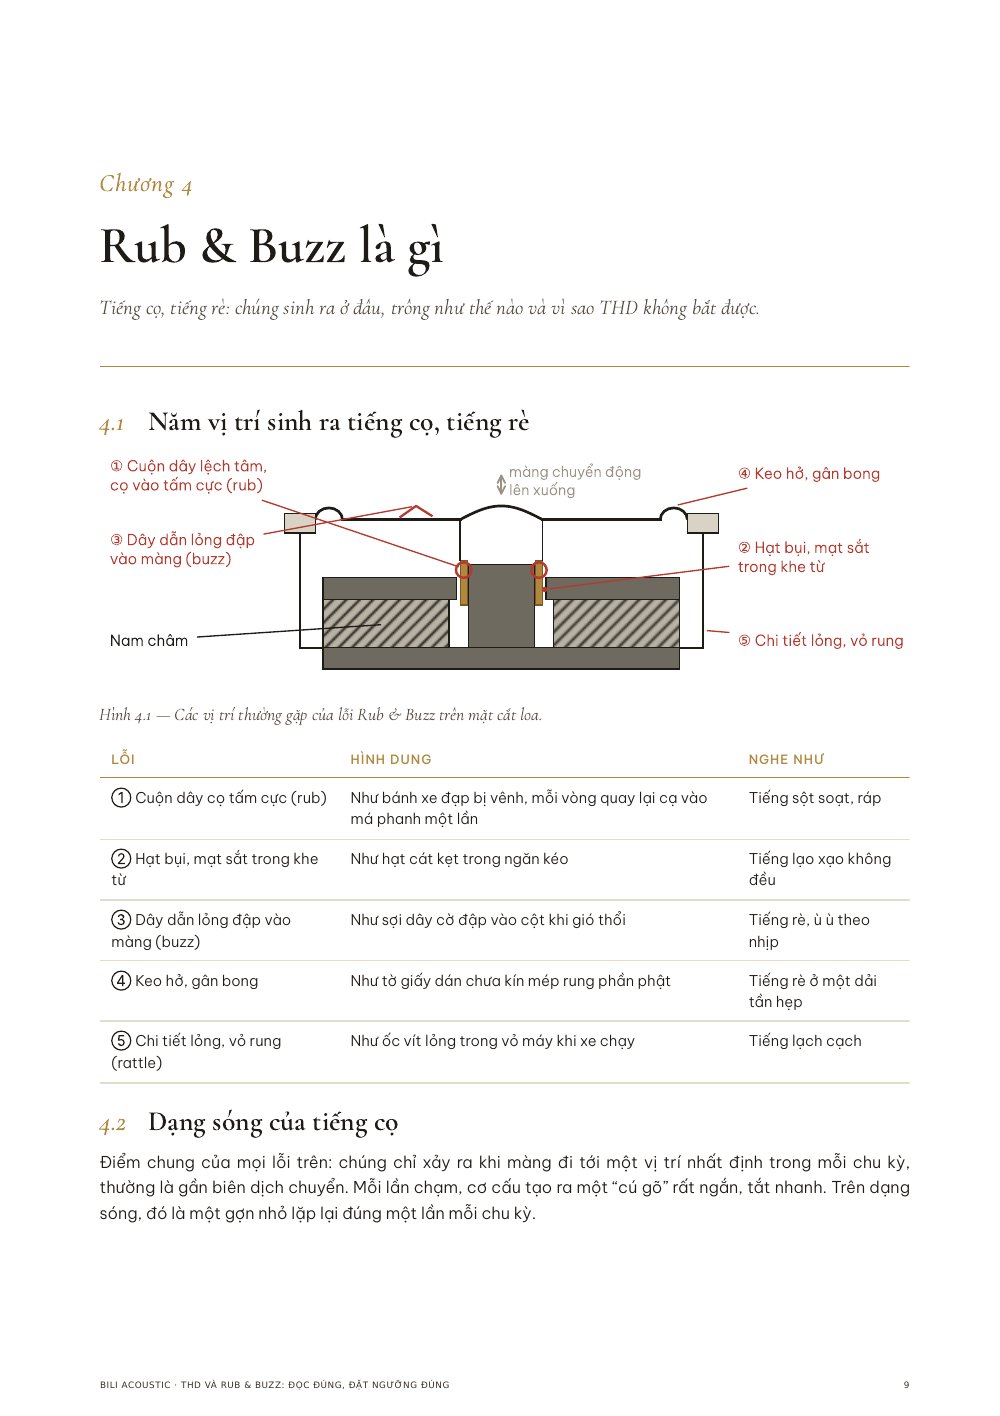 Chương 4
Rub & Buzz là gì
Tiếng cọ, tiếng rè: chúng sinh ra ở đâu, trông như thế nào và vì sao THD không bắt được.
4.1 Năm vị trí sinh ra tiếng cọ, tiếng rè
① Cuộn dây lệch tâm,
cọ vào tấm cực (rub)
màng chuyển động
lên xuống
④ Keo hở, gân bong
③ Dây dẫn lỏng đập
vào màng (buzz)
② Hạt bụi, mạt sắt
trong khe từ
Nam châm
⑤ Chi tiết lỏng, vỏ rung
Hình 4.1 — Các vị trí thường gặp của lỗi Rub & Buzz trên mặt cắt loa.
LỖI HÌNH DUNG NGHE NHƯ
① Cuộn dây cọ tấm cực (rub) Như bánh xe đạp bị vênh, mỗi vòng quay lại cạ vào Tiếng sột soạt, ráp
má phanh một lần
② Hạt bụi, mạt sắt trong khe Như hạt cát kẹt trong ngăn kéo Tiếng lạo xạo không
từ đều
③ Dây dẫn lỏng đập vào Như sợi dây cờ đập vào cột khi gió thổi Tiếng rè, ù ù theo
màng (buzz) nhịp
④ Keo hở, gân bong Như tờ giấy dán chưa kín mép rung phần phật Tiếng rè ở một dải
tần hẹp
⑤ Chi tiết lỏng, vỏ rung Như ốc vít lỏng trong vỏ máy khi xe chạy Tiếng lạch cạch
(rattle)
4.2 Dạng sóng của tiếng cọ
Điểm chung của mọi lỗi trên: chúng chỉ xảy ra khi màng đi tới một vị trí nhất định trong mỗi chu kỳ,
thường là gần biên dịch chuyển. Mỗi lần chạm, cơ cấu tạo ra một “cú gõ” rất ngắn, tắt nhanh. Trên dạng
sóng, đó là một gợn nhỏ lặp lại đúng một lần mỗi chu kỳ.
BILI ACOUSTIC · THD VÀ RUB & BUZZ: ĐỌC ĐÚNG, ĐẶT NGƯỠNG ĐÚNG 9